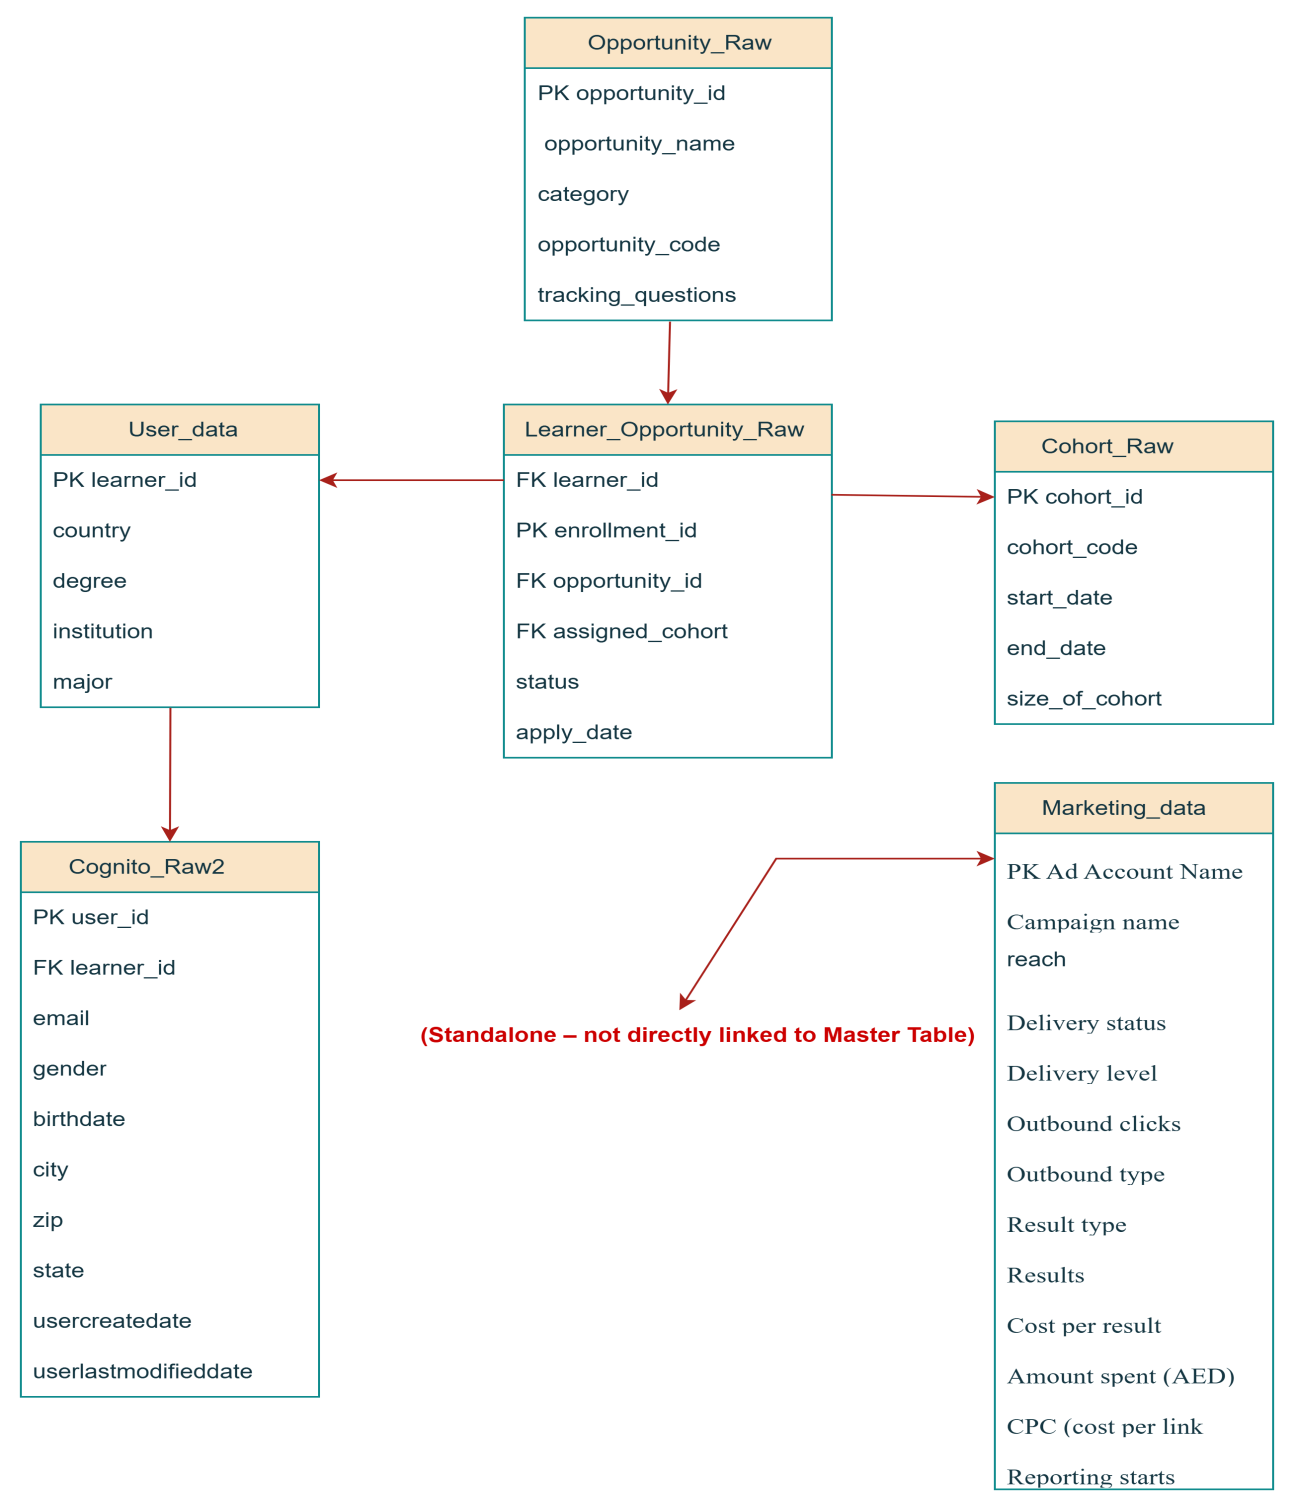 Opportunity_Raw
PK opportunity_id
opportunity_name
category
opportunity_code
tracking_questions
User_data
PK learner_id
country
degree
institution
major
Learner_Opportunity_Raw
FK learner_id
PK enrollment_id
FK opportunity_id
FK assigned_cohort
status
apply_date
Cohort_Raw
PK cohort_id
cohort_code
start_date
end_date
size_of_cohort
Cognito_Raw2
PK user_id
FK learner_id
email
gender
birthdate
city
zip
state
usercreatedate
userlastmodifieddate
(Standalone – not directly linked to Master Table)
Marketing_data
PK Ad Account Name
Campaign name
reach
Delivery status
Delivery level
Outbound clicks
Outbound type
Result type
Results
Cost per result
Amount spent (AED)
CPC (cost per link
Reporting starts